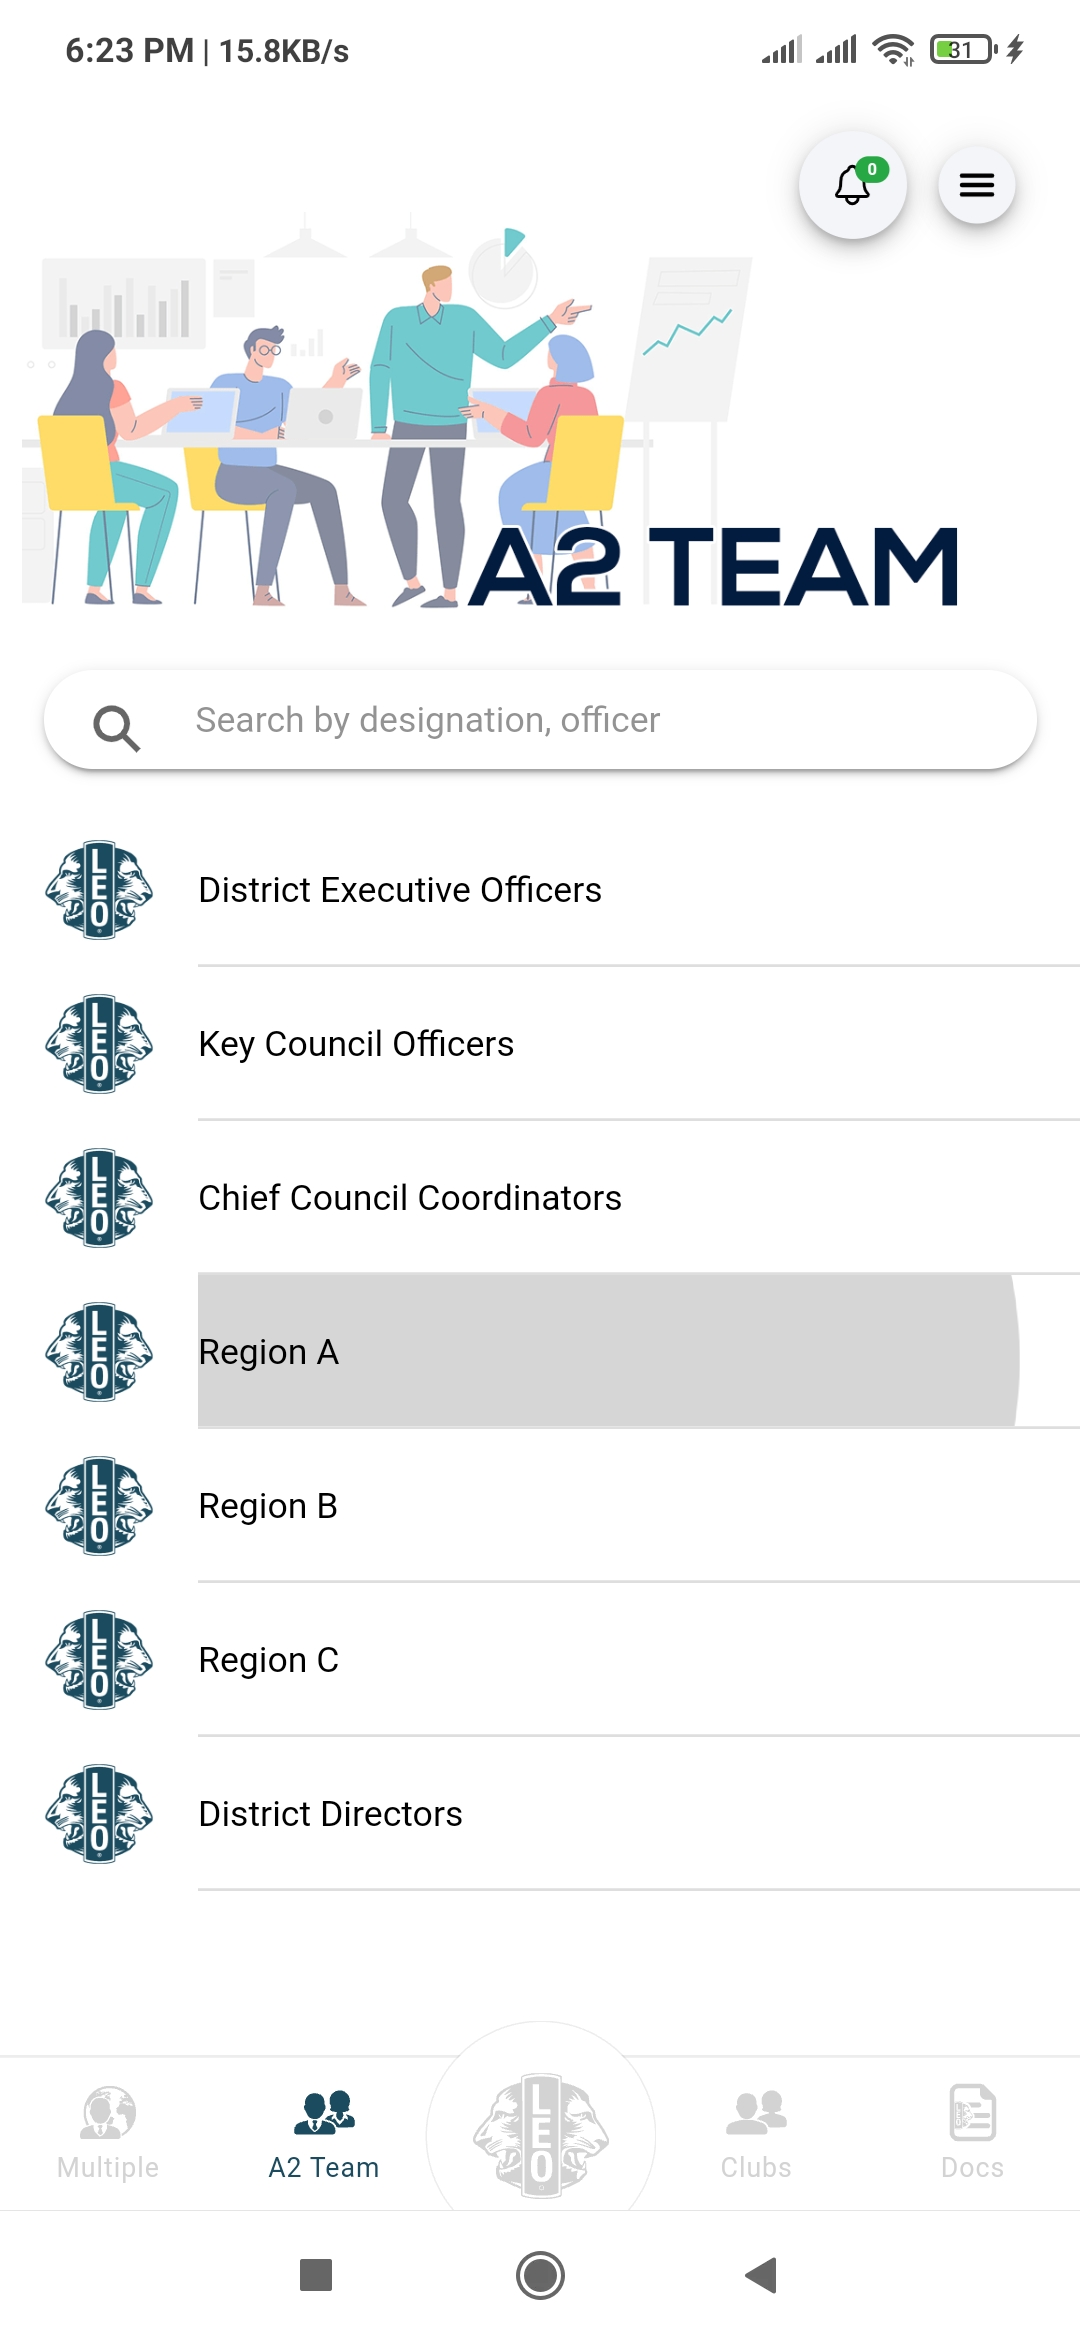 6:23 PM | 15.8KB/s
31
0
A2 TEAM
Search by designation, officer
LEO
District Executive Officers
LEO
Key Council Officers
LEO
Chief Council Coordinators
LEO
Region A
LEO
Region B
LEO
Region C
LEO
District Directors
LEO
Multiple
A2 Team
Clubs
Docs